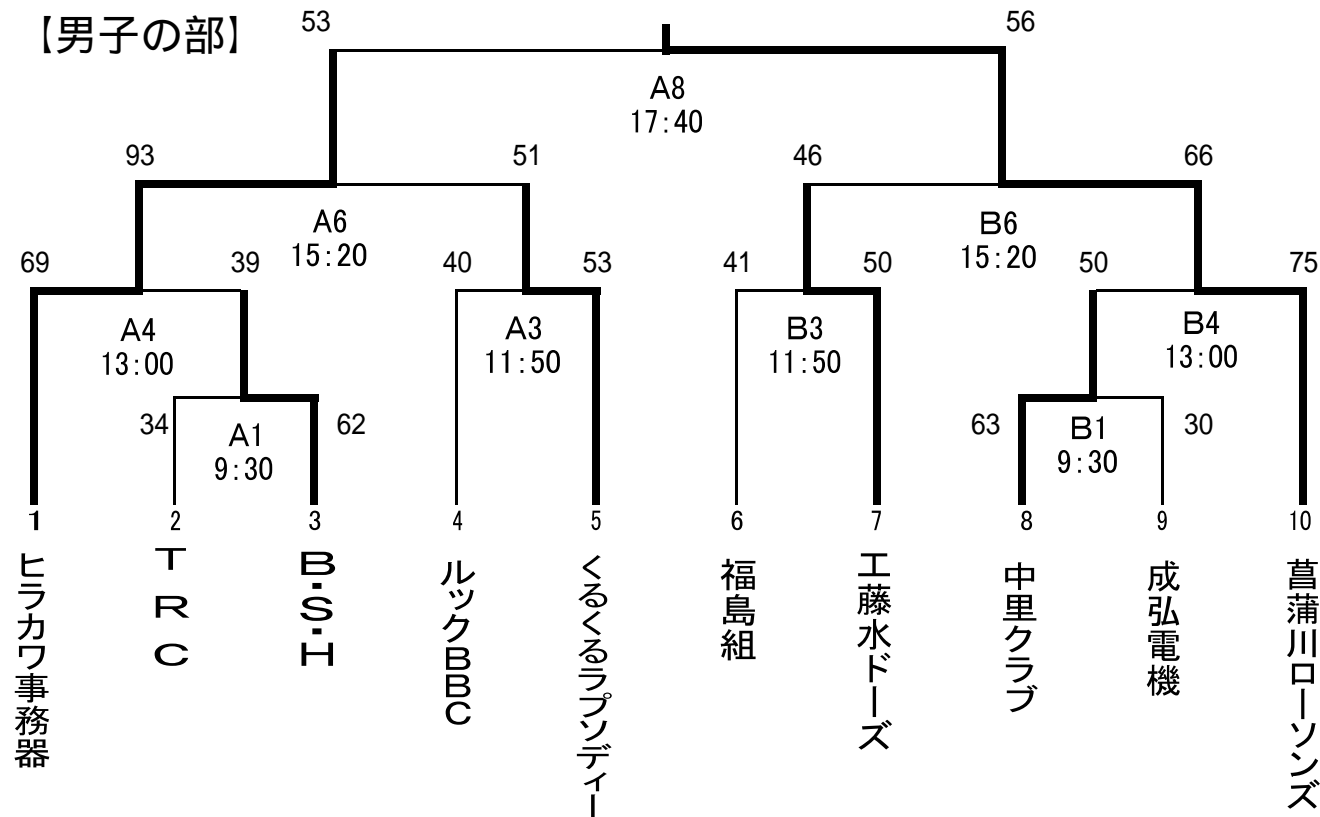 【男子の部】
53
56
A8
17:40
93
51
46
66
A6
15:20
B6
15:20
69
39
40
53
41
50
50
75
A4
13:00
A3
11:50
B3
11:50
B4
13:00
34
A1
9:30
62
63
B1
9:30
30
1
2
3
4
5
6
7
8
9
10
ヒラカワ事務器
TRC
B・S・H
ルックBBC
くるくるラプソディー
福島組
工藤水ドーズ
中里クラブ
成弘電機
菖蒲川ローソンズ